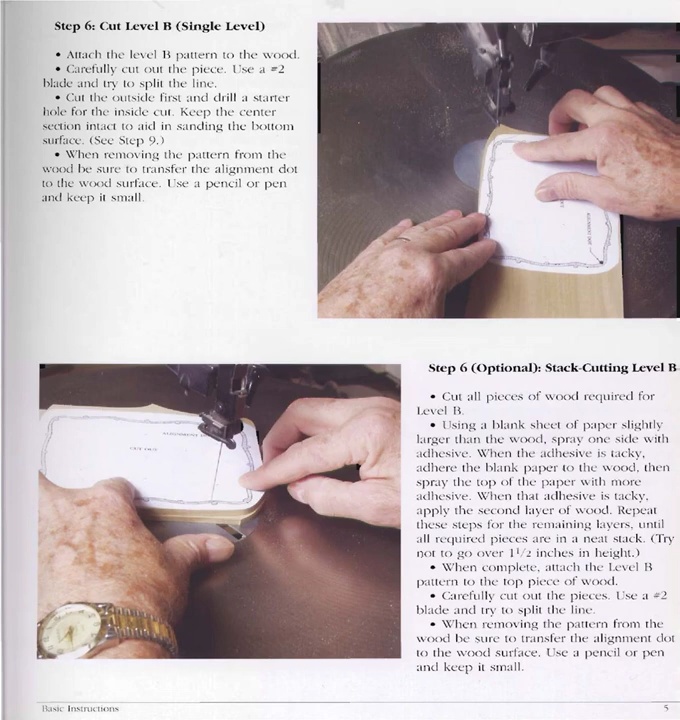 Step 6: Cut Level B (Single Level)
• Attach the level B pattern to the wood.
• Carefully cut out the piece. Use a #2
blade and try to split the line.
• Cut the outside first and drill a starter
hole for the inside cut. Keep the center
section intact to aid in sanding the bottom
surface. (See Step 9.)
• When removing the pattern from the
wood be sure to transfer the alignment dot
to the wood surface. Use a pencil or pen
and keep it small.
ALIGNMENT DOT
Step 6 (Optional): Stack-Cutting Level B
• Cut all pieces of wood required for
Level B.
• Using a blank sheet of paper slightly
larger than the wood, spray one side with
adhesive. When the adhesive is tacky,
adhere the blank paper to the wood, then
spray the top of the paper with more
adhesive. When that adhesive is tacky,
apply the second layer of wood. Repeat
these steps for the remaining layers, until
all required pieces are in a neat stack. (Try
not to go over 1 1/2 inches in height.)
• When complete, attach the Level B
pattern to the top piece of wood.
• Carefully cut out the pieces. Use a #2
blade and try to split the line.
• When removing the pattern from the
wood be sure to transfer the alignment dot
to the wood surface. Use a pencil or pen
and keep it small.
Basic Instructions
5